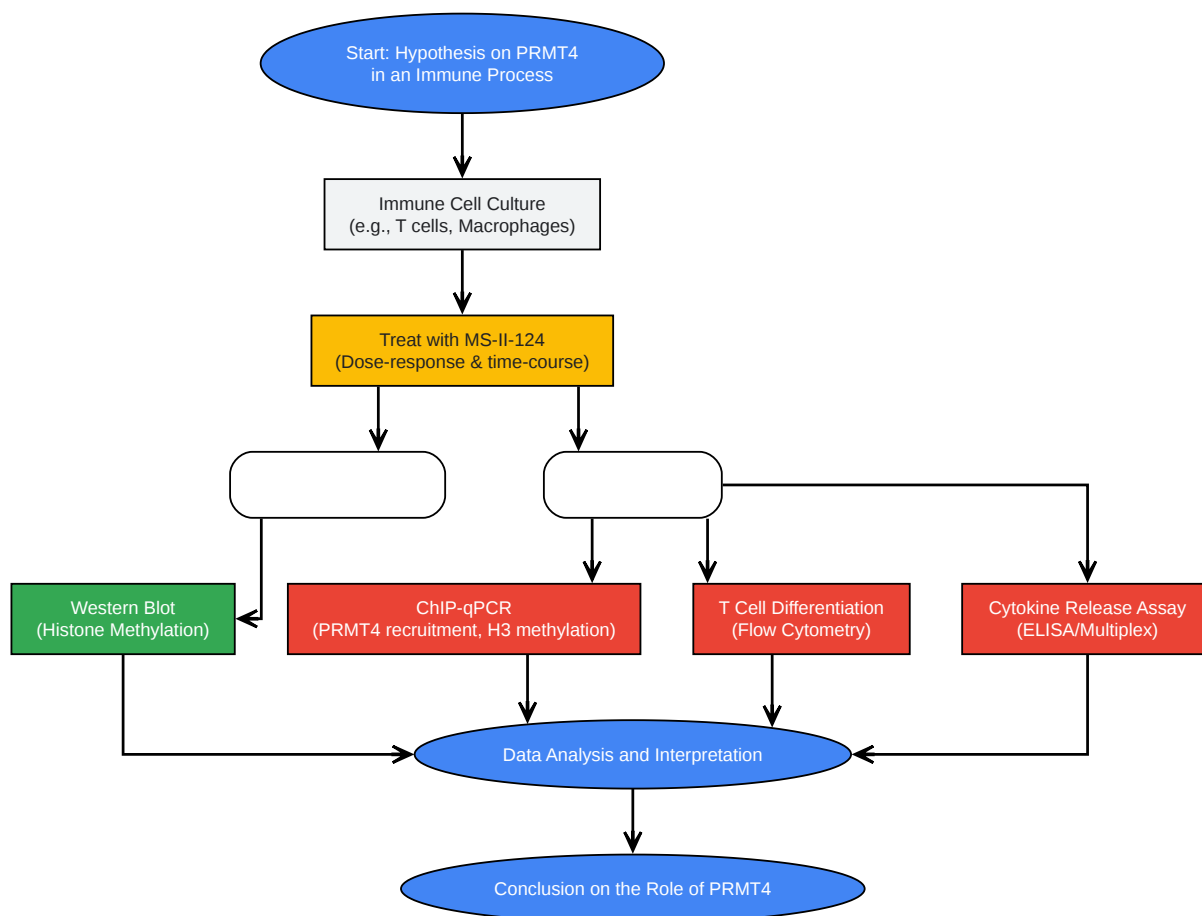 Start: Hypothesis on PRMT4
in an Immune Process
Immune Cell Culture
(e.g., T cells, Macrophages)
Treat with MS-II-124
(Dose-response & time-course)
Western Blot
(Histone Methylation)
ChIP-qPCR
(PRMT4 recruitment, H3 methylation)
T Cell Differentiation
(Flow Cytometry)
Cytokine Release Assay
(ELISA/Multiplex)
Data Analysis and Interpretation
Conclusion on the Role of PRMT4